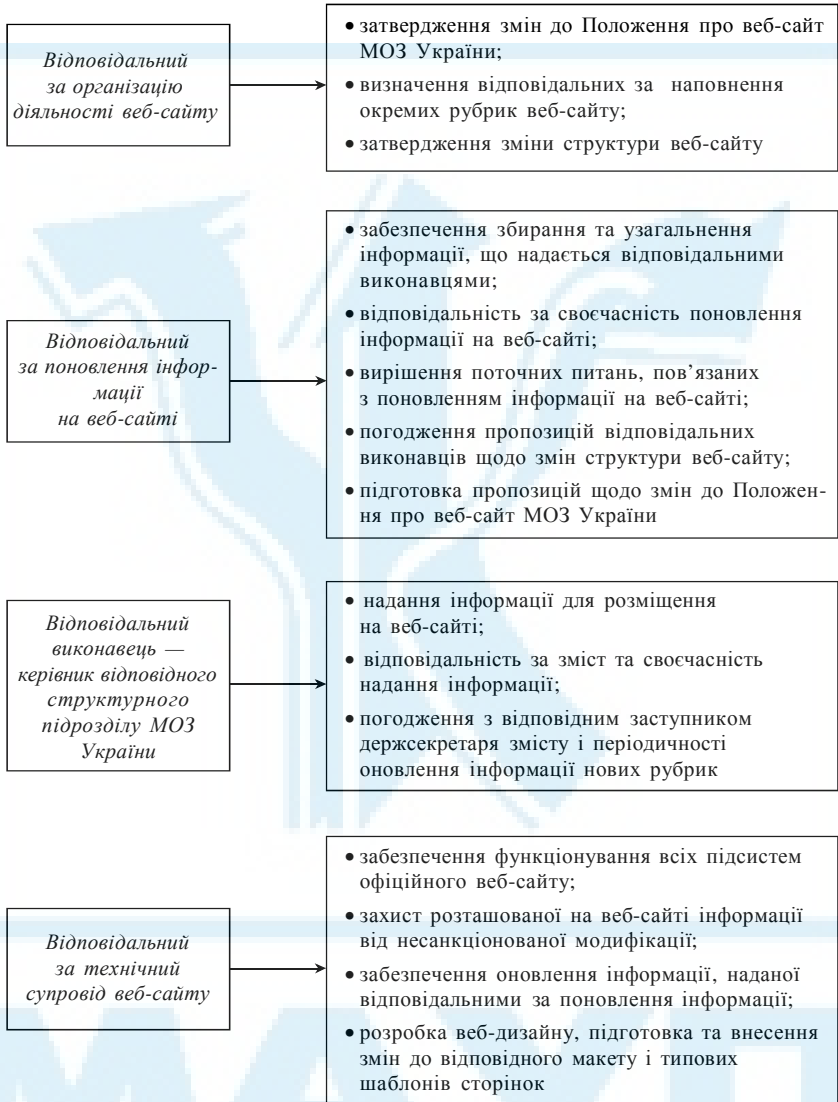 Відповідальний
за організацію
діяльності веб-сайту
• затвердження змін до Положення про веб-сайт
МОЗ України;
• визначення відповідальних за наповнення
окремих рубрик веб-сайту;
• затвердження зміни структури веб-сайту
Відповідальний
за поновлення інфор-
мації
на веб-сайті
• забезпечення збирання та узагальнення
інформації, що надається відповідальними
виконавцями;
• відповідальність за своєчасність поновлення
інформації на веб-сайті;
• вирішення поточних питань, пов’язаних
з поновленням інформації на веб-сайті;
• погодження пропозицій відповідальних
виконавців щодо змін структури веб-сайту;
• підготовка пропозицій щодо змін до Положен-
ня про веб-сайт МОЗ України
Відповідальний
виконавець —
керівник відповідного
структурного
підрозділу МОЗ
України
• надання інформації для розміщення
на веб-сайті;
• відповідальність за зміст та своєчасність
надання інформації;
• погодження з відповідним заступником
держсекретаря змісту і періодичності
оновлення інформації нових рубрик
Відповідальний
за технічний
супровід веб-сайту
• забезпечення функціонування всіх підсистем
офіційного веб-сайту;
• захист розташованої на веб-сайті інформації
від несанкціонованої модифікації;
• забезпечення оновлення інформації, наданої
відповідальними за поновлення інформації;
• розробка веб-дизайну, підготовка та внесення
змін до відповідного макету і типових
шаблонів сторінок
МАУП